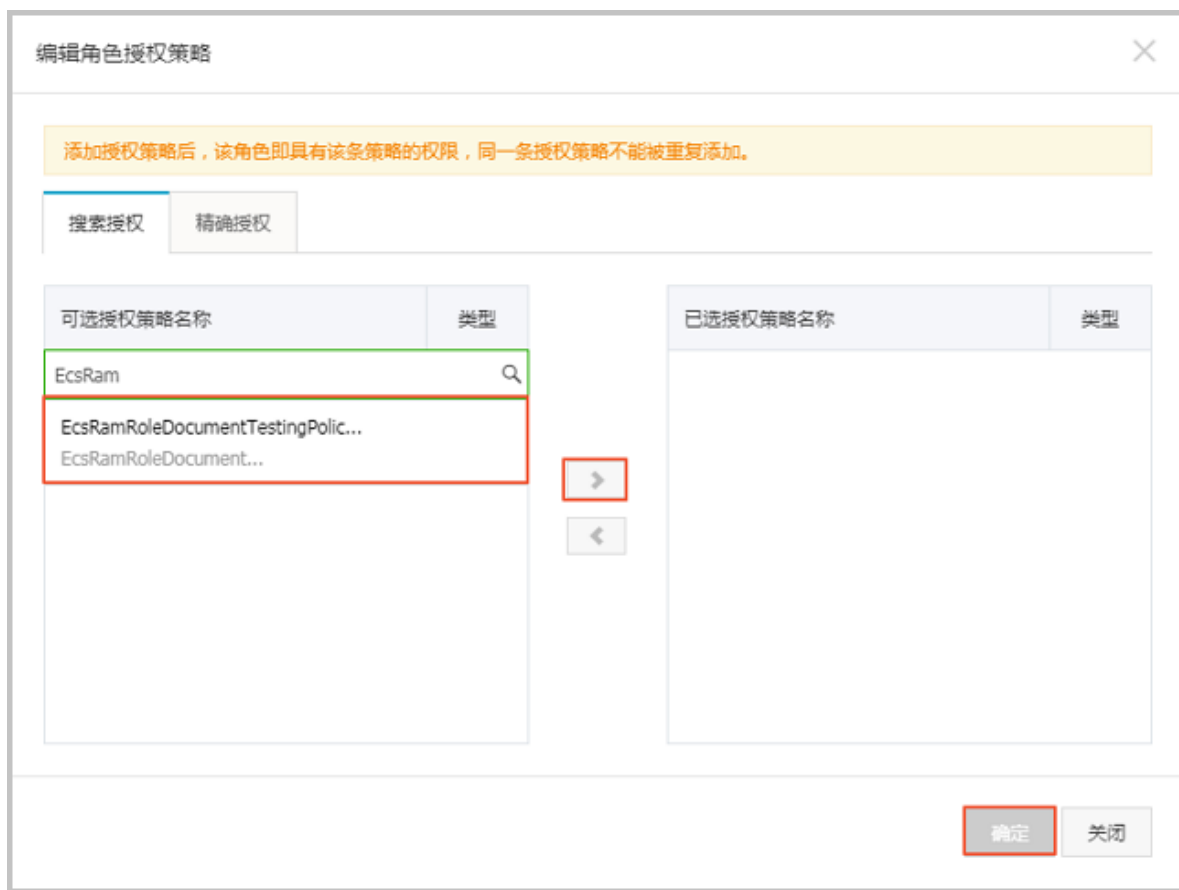 编辑角色授权策略
添加授权策略后，该角色即具有该条策略的权限，同一条授权策略不能被重复添加。
搜索授权 精确授权
可选授权策略名称 类型 已选授权策略名称 类型
EcsRam
EcsRamRoleDocumentTestingPolic...
EcsRamRoleDocument...
确定 关闭